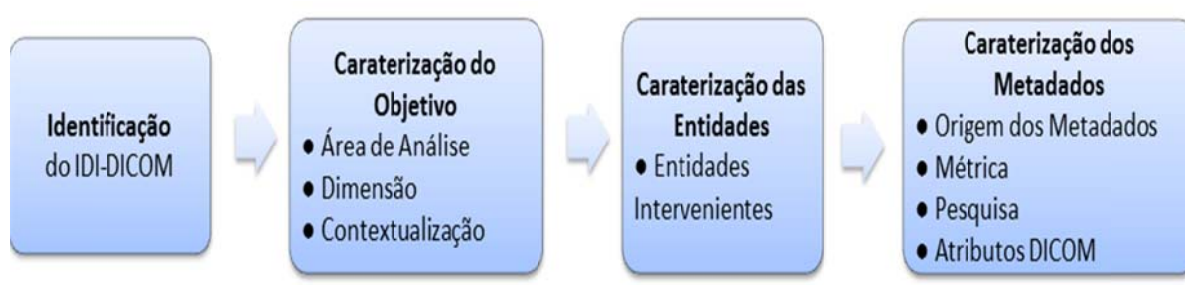 Identificação
do IDI-DICOM
Caraterização do
Objetivo
● Área de Análise
● Dimensão
● Contextualização
Caraterização das
Entidades
● Entidades
Intervenientes
Caraterização dos
Metadados
● Origem dos Metadados
● Métrica
● Pesquisa
● Atributos DICOM